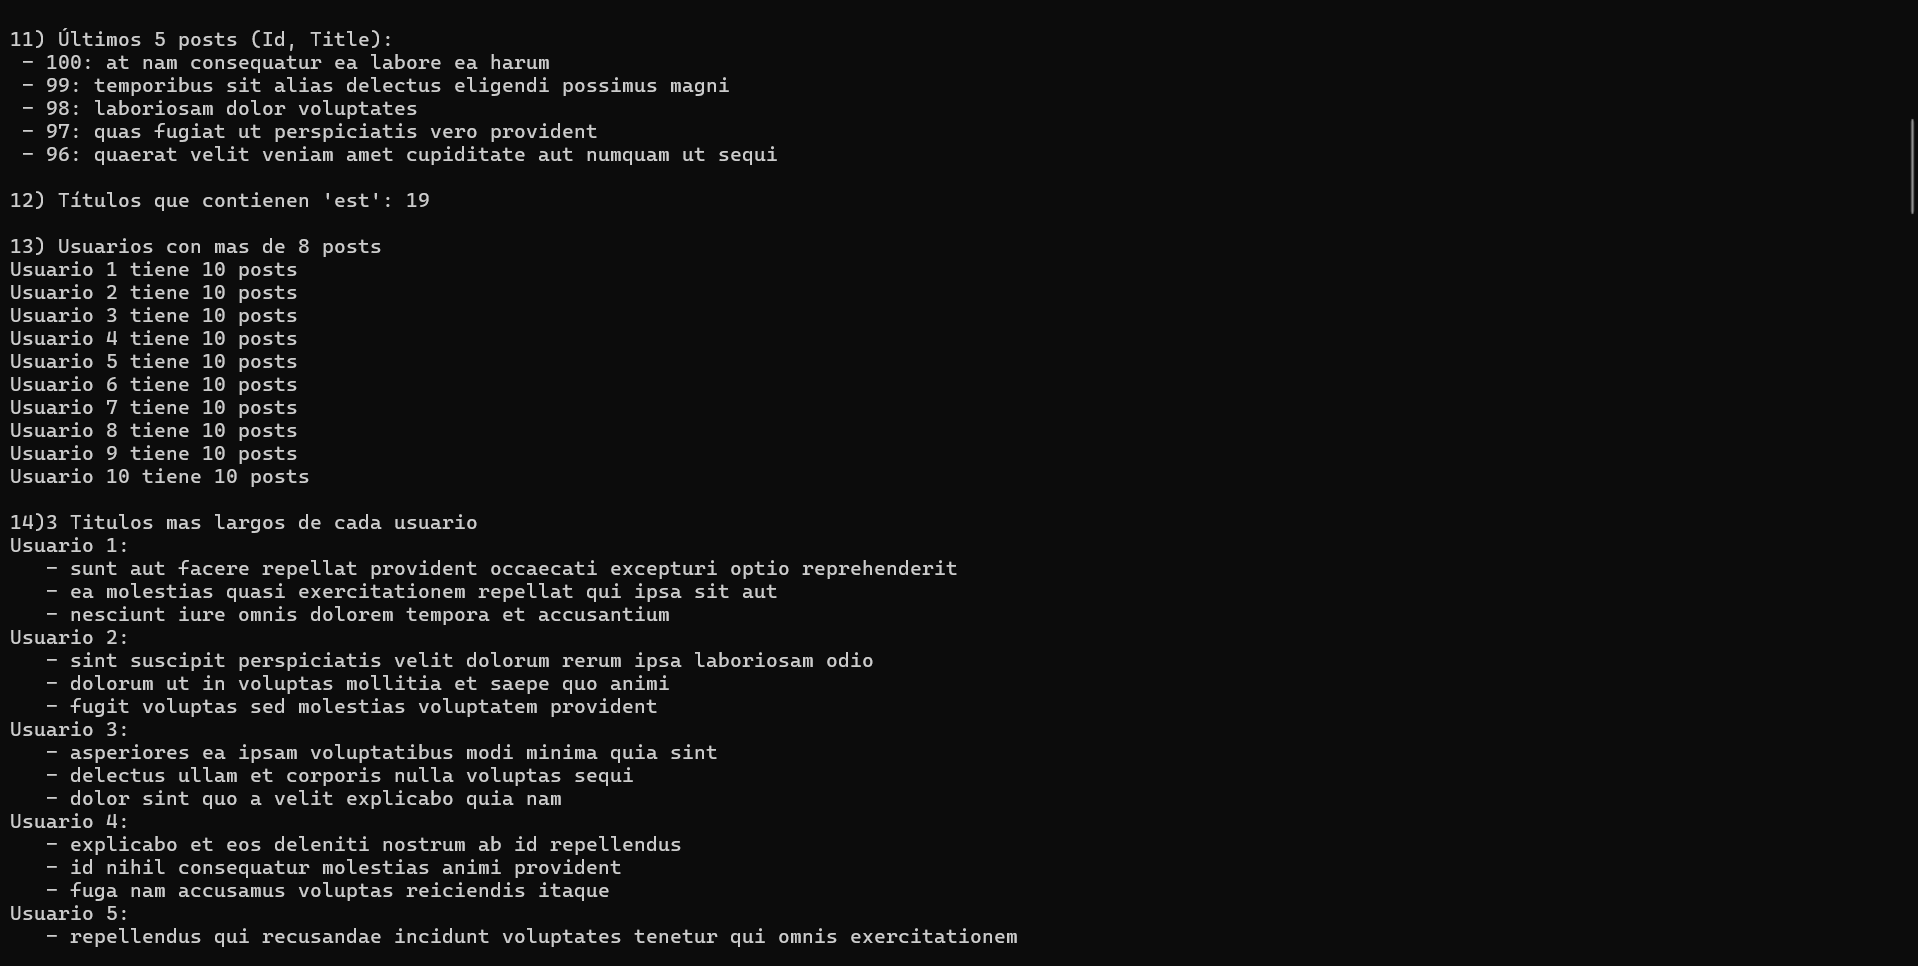 11) Últimos 5 posts (Id, Title):
- 100: at nam consequatur ea labore ea harum
- 99: temporibus sit alias delectus eligendi possimus magni
- 98: laboriosam dolor voluptates
- 97: quas fugiat ut perspiciatis vero provident
- 96: quaerat velit veniam amet cupiditate aut numquam ut sequi
12) Títulos que contienen 'est': 19
13) Usuarios con mas de 8 posts
Usuario 1 tiene 10 posts
Usuario 2 tiene 10 posts
Usuario 3 tiene 10 posts
Usuario 4 tiene 10 posts
Usuario 5 tiene 10 posts
Usuario 6 tiene 10 posts
Usuario 7 tiene 10 posts
Usuario 8 tiene 10 posts
Usuario 9 tiene 10 posts
Usuario 10 tiene 10 posts
14)3 Titulos mas largos de cada usuario
Usuario 1:
- sunt aut facere repellat provident occaecati excepturi optio reprehenderit
- ea molestias quasi exercitationem repellat qui ipsa sit aut
- nesciunt iure omnis dolorem tempora et accusantium
Usuario 2:
- sint suscipit perspiciatis velit dolorum rerum ipsa laboriosam odio
- dolorum ut in voluptas mollitia et saepe quo animi
- fugit voluptas sed molestias voluptatem provident
Usuario 3:
- asperiores ea ipsam voluptatibus modi minima quia sint
- delectus ullam et corporis nulla voluptas sequi
- dolor sint quo a velit explicabo quia nam
Usuario 4:
- explicabo et eos deleniti nostrum ab id repellendus
- id nihil consequatur molestias animi provident
- fuga nam accusamus voluptas reiciendis itaque
Usuario 5:
- repellendus qui recusandae incidunt voluptates tenetur qui omnis exercitationem